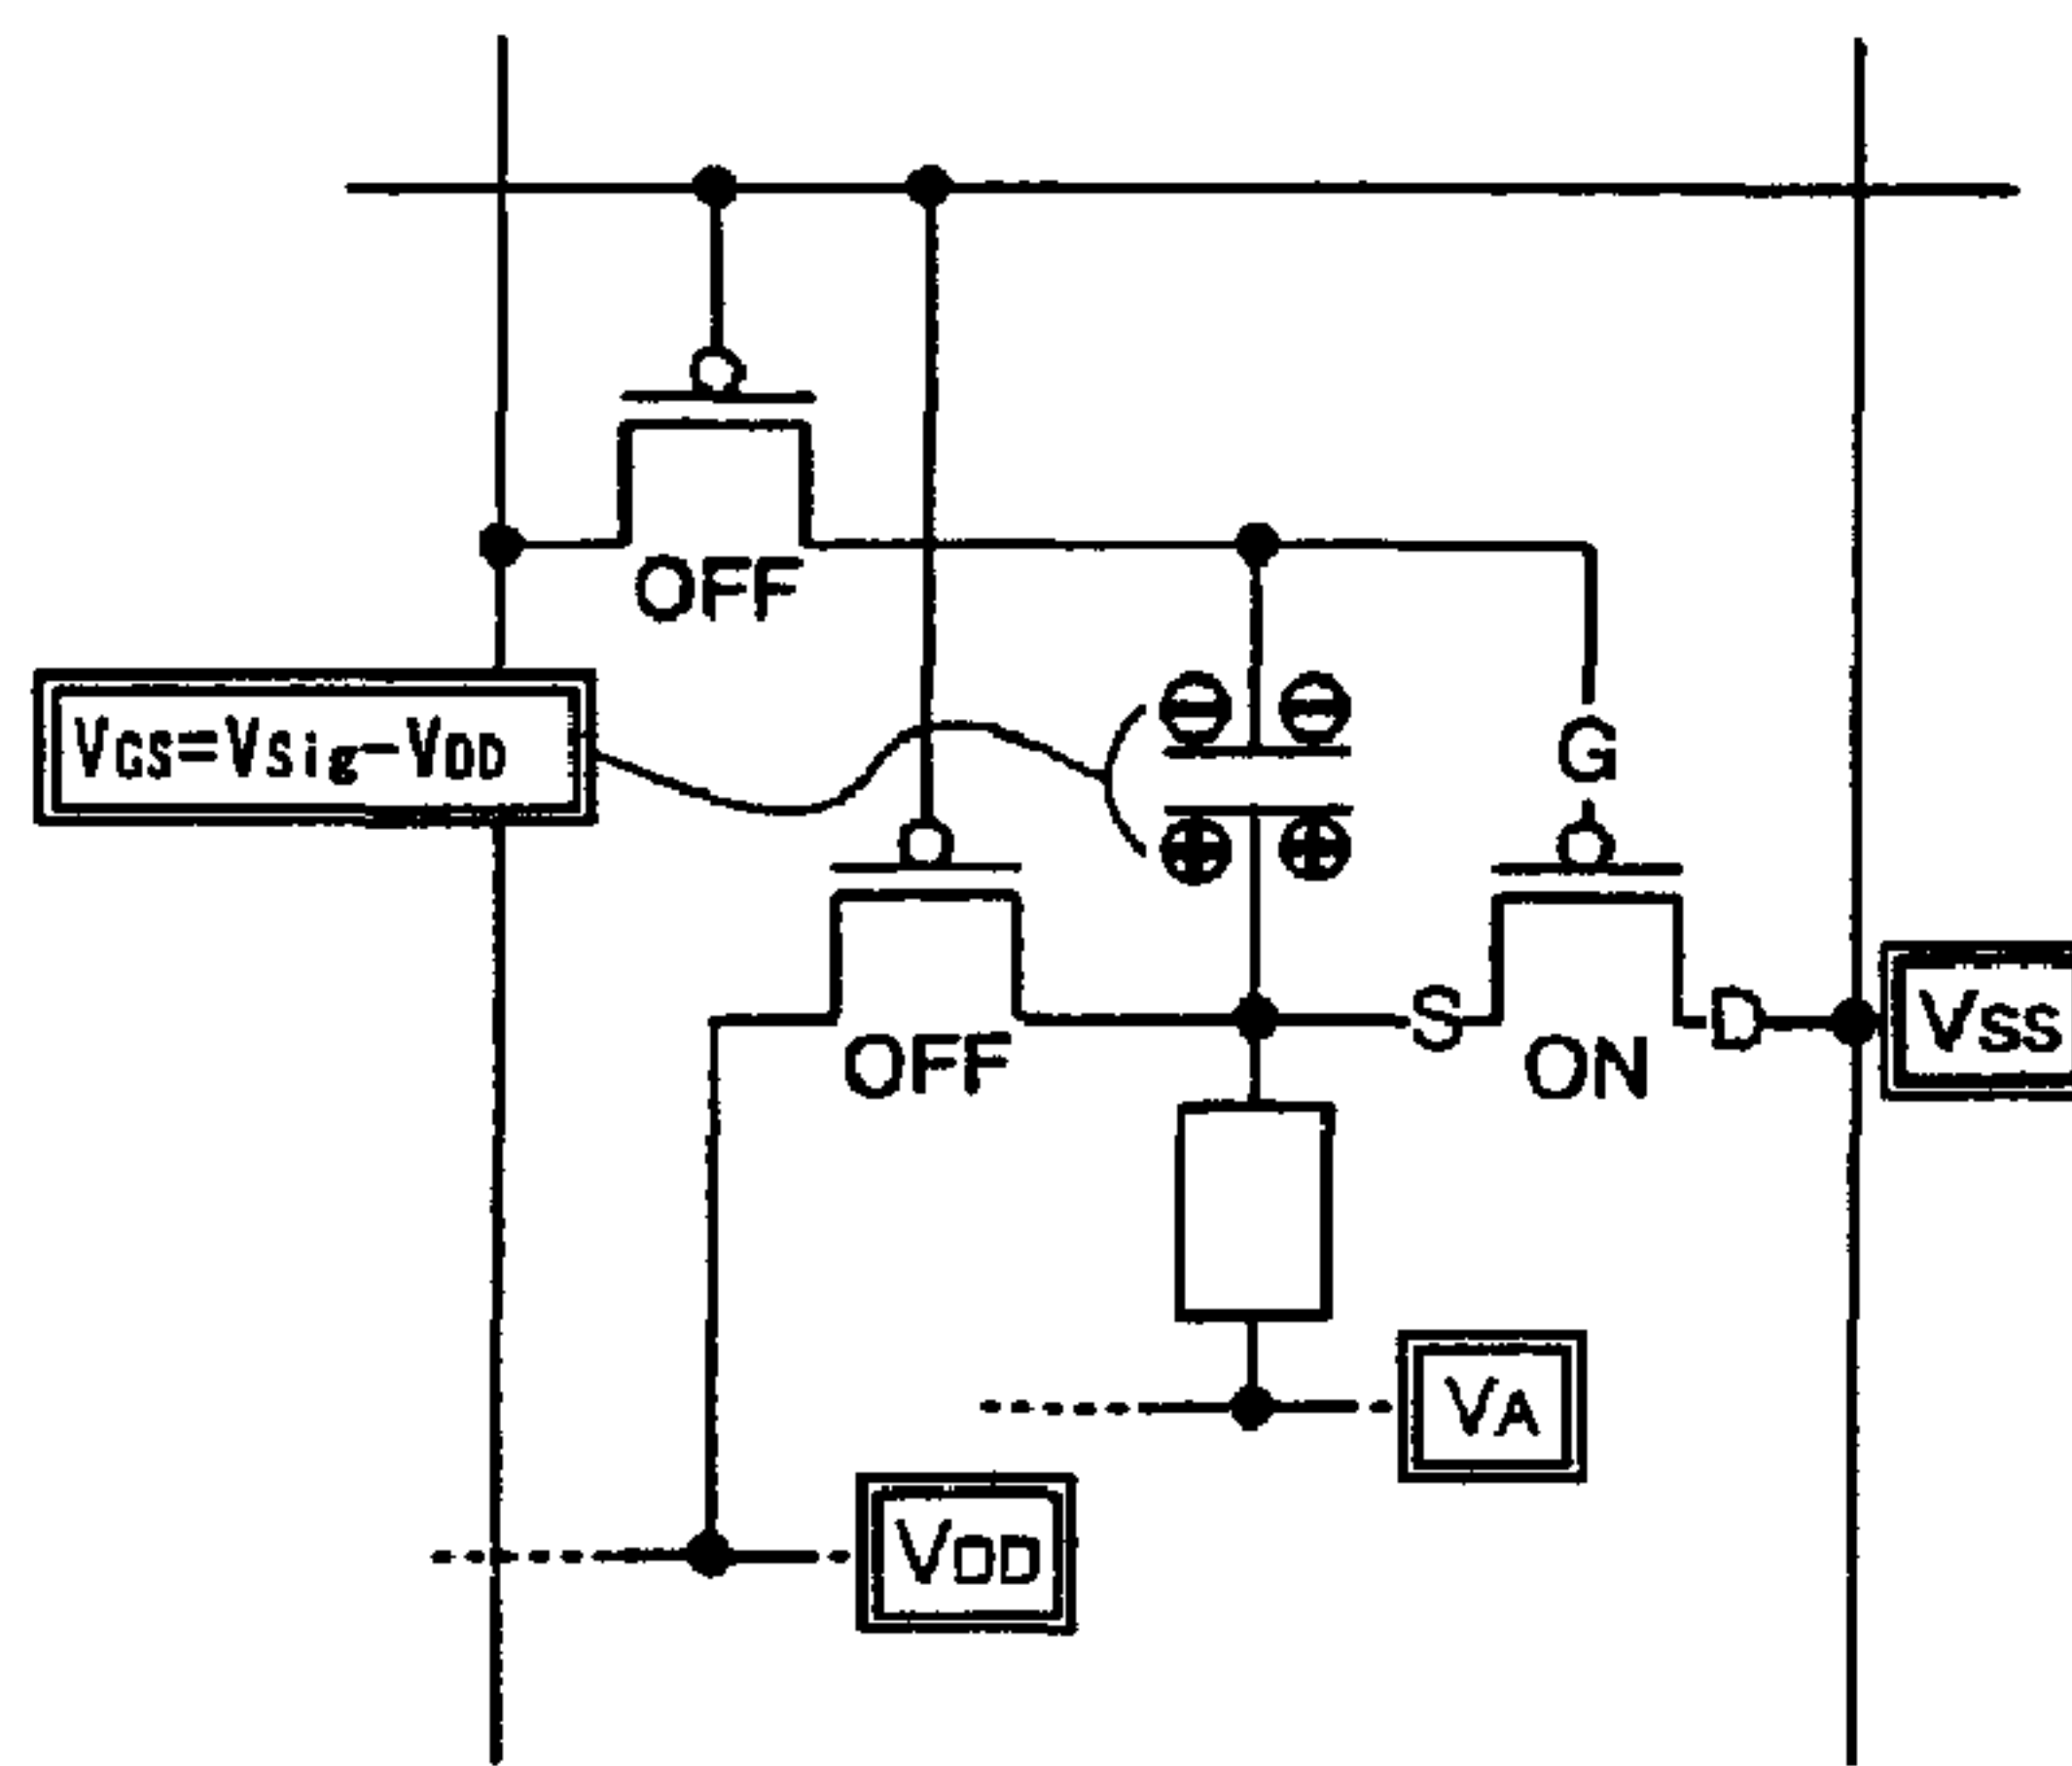 OFF
VGS=VSig-VDD
G
S
D
VSS
OFF
ON
VA
VDD